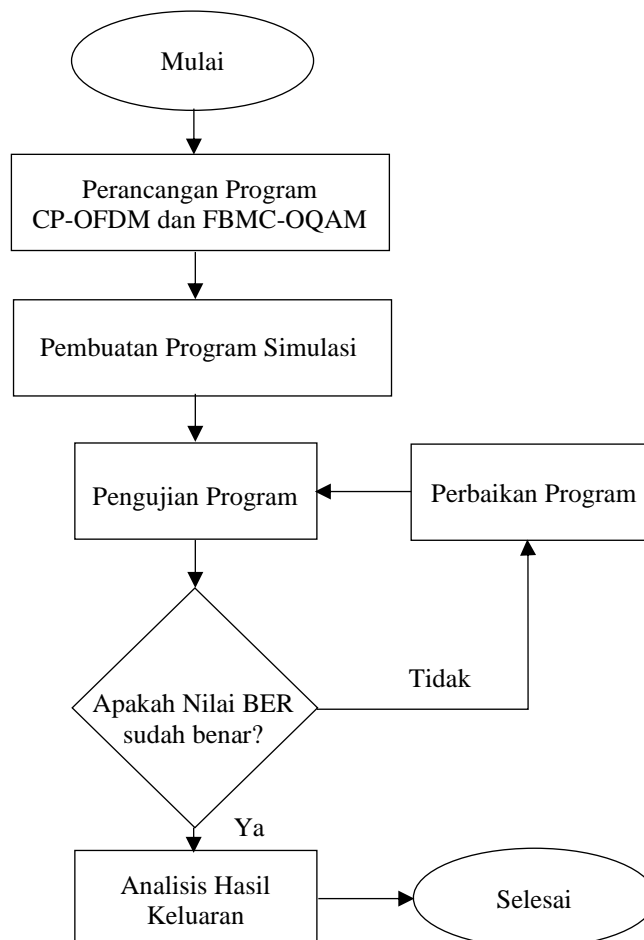 Mulai
Perancangan Program
CP-OFDM dan FBMC-OQAM
Pembuatan Program Simulasi
Pengujian Program
Perbaikan Program
Apakah Nilai BER
sudah benar?
Tidak
Ya
Analisis Hasil
Keluaran
Selesai